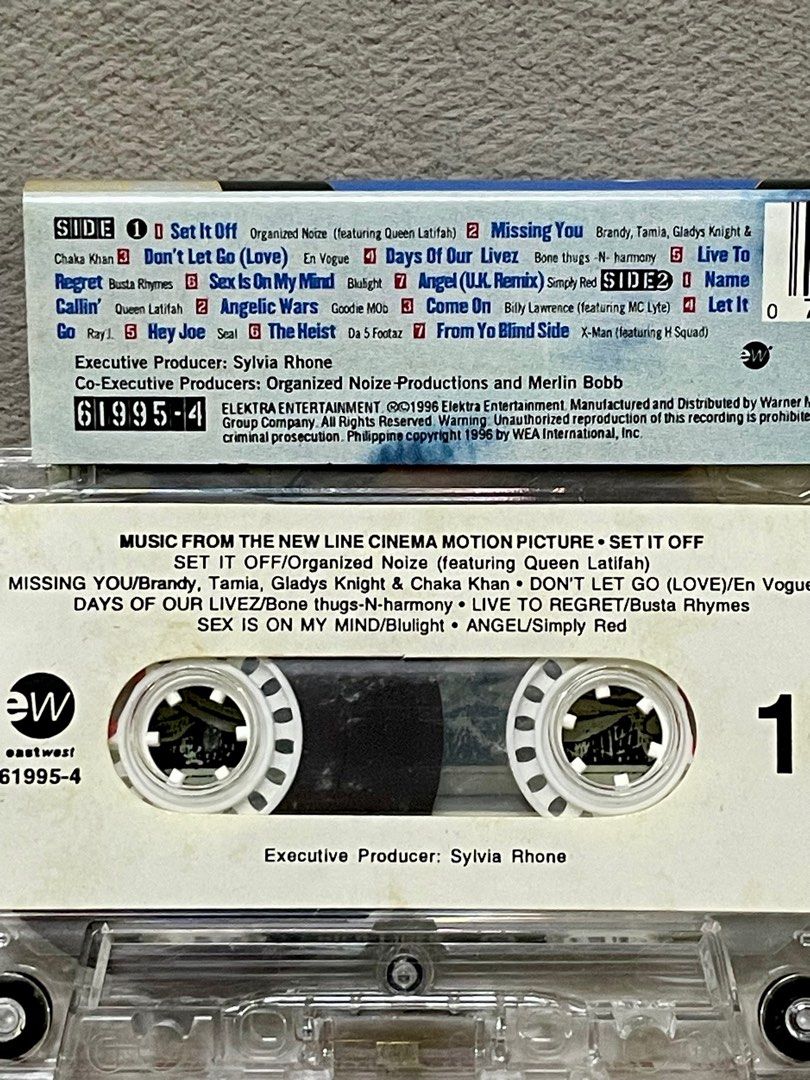 SIDE 1 1 Set It Off Organized Noize (featuring Queen Latifah) 2 Missing You Brandy, Tamia, Gladys Knight &
Chaka Khan 3 Don't Let Go (Love) En Vogue 4 Days Of Our Livez Bone thugs -N- harmony 5 Live To
Regret Busta Rhymes 6 Sex Is On My Mind Blulight 7 Angel (U.K. Remix) Simply Red SIDE 2 1 Name
Callin' Queen Latifah 2 Angelic Wars Goodie MOb 3 Come On Billy Lawrence (featuring MC Lyte) 4 Let It
Go Ray J. 5 Hey Joe Seal 6 The Heist Da 5 Footaz 7 From Yo Blind Side X-Man (featuring H Squad)
0
Executive Producer: Sylvia Rhone
ew
Co-Executive Producers: Organized Noize Productions and Merlin Bobb
61995-4
ELEKTRA ENTERTAINMENT. ℗©1996 Elektra Entertainment. Manufactured and Distributed by Warner
Group Company. All Rights Reserved. Warning: Unauthorized reproduction of this recording is
criminal prosecution. Philippine copyright 1996 by WEA International, Inc.
MUSIC FROM THE NEW LINE CINEMA MOTION PICTURE • SET IT OFF
SET IT OFF/Organized Noize (featuring Queen Latifah)
MISSING YOU/Brandy, Tamia, Gladys Knight & Chaka Khan • DON'T LET GO (LOVE)/En Vogue
DAYS OF OUR LIVEZ/Bone thugs-N-harmony • LIVE TO REGRET/Busta Rhymes
SEX IS ON MY MIND/Blulight • ANGEL/Simply Red
ew
eastwest
61995-4
1
Executive Producer: Sylvia Rhone